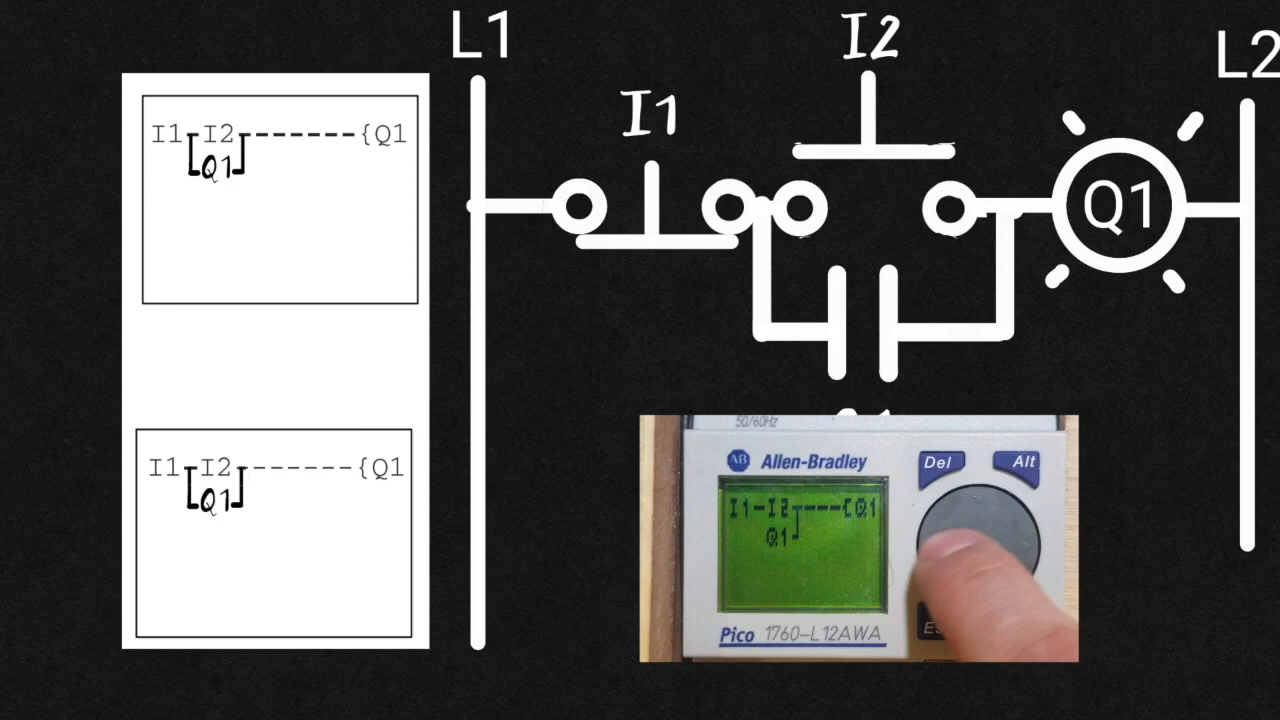 L1
I2
L2
I1
I1 I2 ------- {Q1
Q1
Q1
I1 I2 ------- {Q1
Q1
50/60Hz
AB Allen-Bradley
Del
Alt
I1-I2----[Q1
Q1
Pico 1760-L12AWA